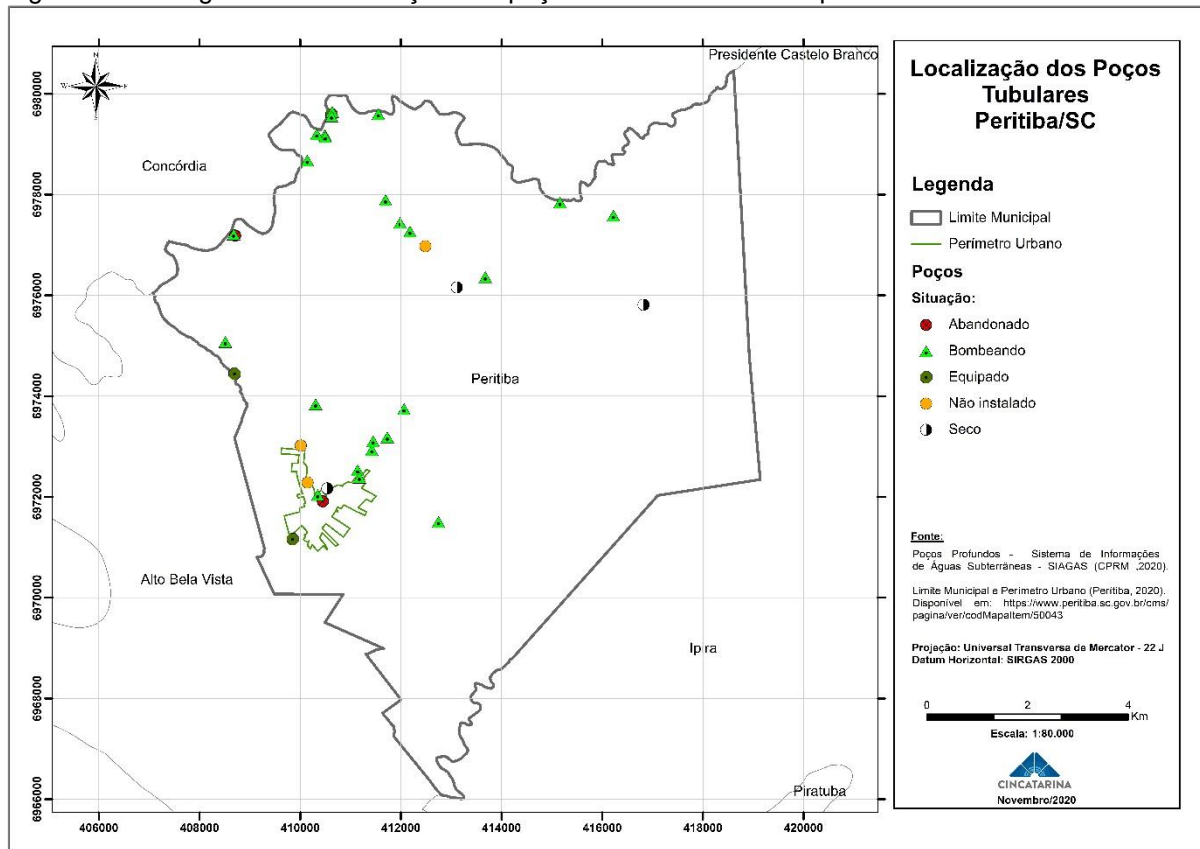 Presidente Castelo Branco
Concórdia
Peritiba
Alto Bela Vista
Ipira
Piratuba
N
W
E
S
6980000
6978000
6976000
6974000
6972000
6970000
6968000
6966000
406000
408000
410000
412000
414000
416000
418000
420000
Localização dos Poços
Tubulares
Peritiba/SC
Legenda
Limite Municipal
Perímetro Urbano
Poços
Situação:
Abandonado
Bombeando
Equipado
Não instalado
Seco
Fonte:
Poços Profundos - Sistema de Informações
de Águas Subterrâneas - SIAGAS (CPRM ,2020).
Limite Municipal e Perimetro Urbano (Peritiba, 2020).
Disponível em: https://www.peritiba.sc.gov.br/cms/
pagina/ver/codMapaItem/50043
Projeção: Universal Transversa de Mercator - 22 J
Datum Horizontal: SIRGAS 2000
0 2 4
Km
Escala: 1:80.000
CINCATARINA
Novembro/2020